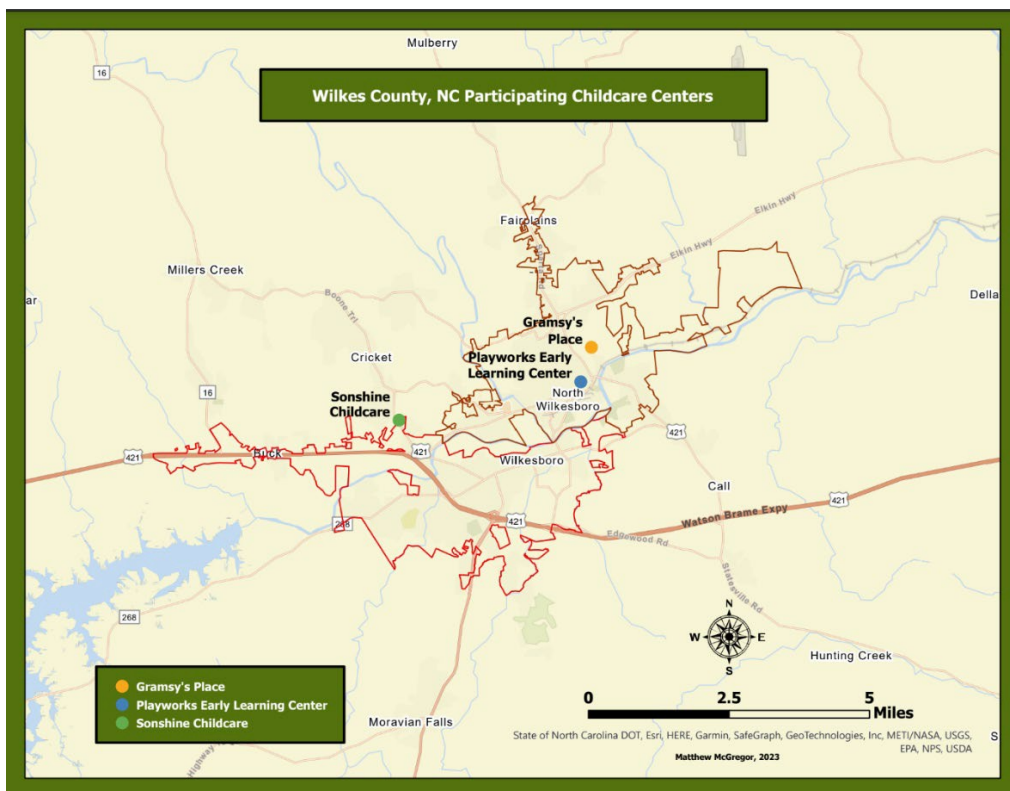 Mulberry
16
Wilkes County, NC Participating Childcare Centers
Elkin Hwy
Fairplains
Elkin Hwy
Millers Creek
Della
ar
Boone Trl
Gramsy's
Place
Cricket
Playworks Early
Learning Center
North
Wilkesboro
16
Sonshine
Childcare
421
421
421
Buck
Wilkesboro
Call
421
421
Watson Brame Expy
268
Edgewood Rd
Statesville Rd
268
N
W
E
S
Hunting Creek
Gramsy's Place
Playworks Early Learning Center
Sonshine Childcare
Moravian Falls
0
2.5
5
Miles
State of North Carolina DOT, Esri, HERE, Garmin, SafeGraph, GeoTechnologies, Inc, METI/NASA, USGS,
EPA, NPS, USDA
S
Matthew McGregor, 2023
Highway